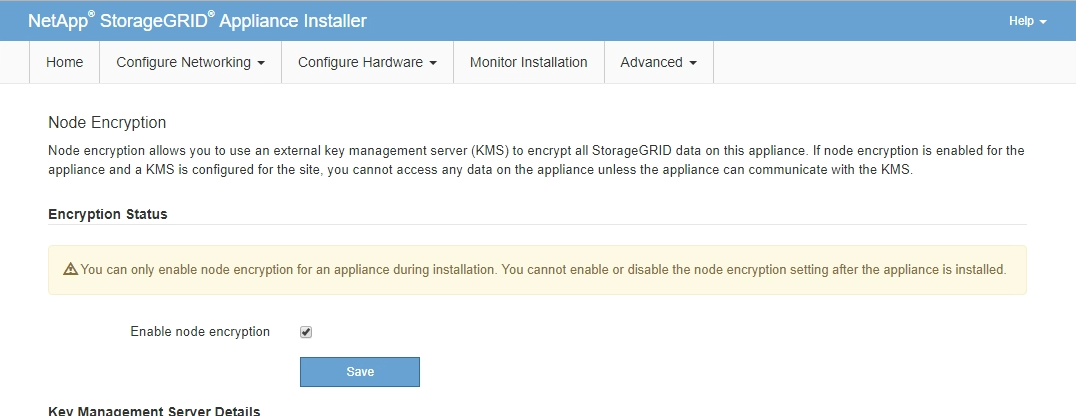 NetApp® StorageGRID® Appliance Installer
Help
Home Configure Networking Configure Hardware Monitor Installation Advanced
Node Encryption
Node encryption allows you to use an external key management server (KMS) to encrypt all StorageGRID data on this appliance. If node encryption is enabled for the
appliance and a KMS is configured for the site, you cannot access any data on the appliance unless the appliance can communicate with the KMS.
Encryption Status
You can only enable node encryption for an appliance during installation. You cannot enable or disable the node encryption setting after the appliance is installed.
Enable node encryption
Save
Key Management Server Details